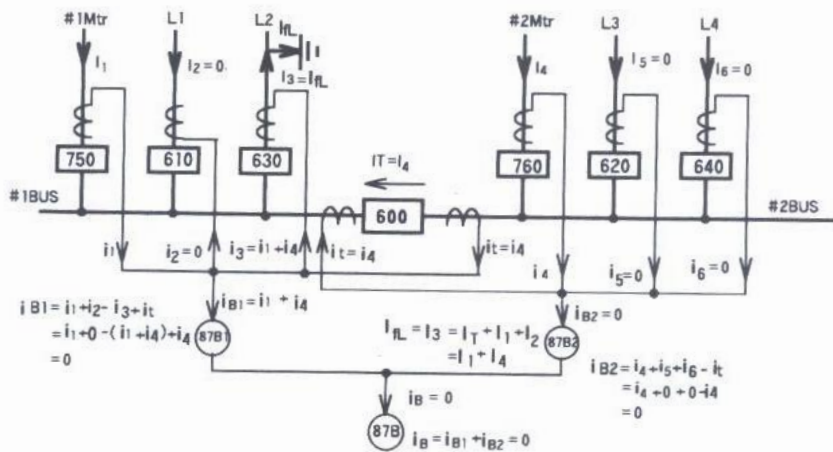 #1Mtr L1 L2 IfL #2Mtr L3 L4
I1 I2=0 I3=IfL I4 I5=0 I6=0
750 610 630 IT=I4 760 620 640
#1BUS 600 #2BUS
i1 i2=0 i3=i1+i4 it=i4 it=i4 i4 i5=0 i6=0
iB1=i1+i4 iB2=0
iB1=i1+i2-i3+it
=i1+0-(i1+i4)+i4
=0
87B1
IfL=I3=IT+I1+I2
=I1+I4
87B2
iB2=i4+i5+i6-it
=i4+0+0-i4
=0
iB=0
87B
iB=iB1+iB2=0